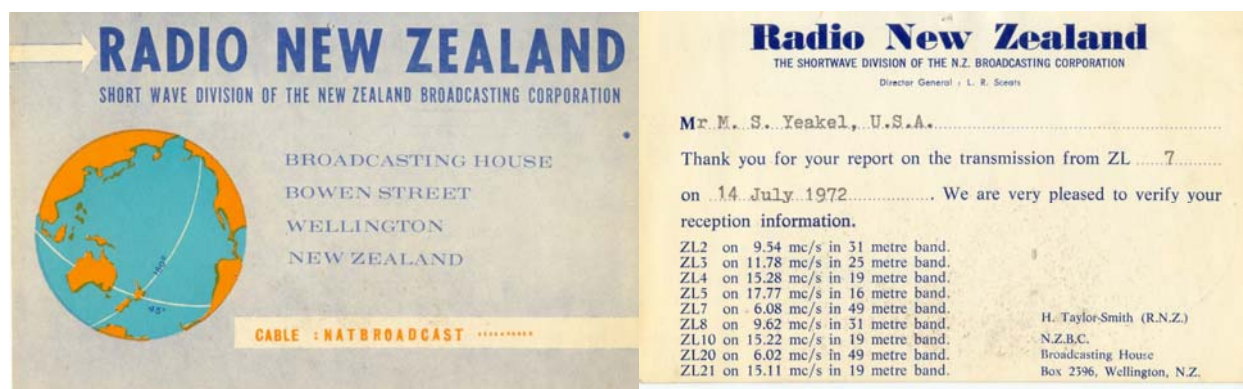 RADIO NEW ZEALAND
SHORT WAVE DIVISION OF THE NEW ZEALAND BROADCASTING CORPORATION
BROADCASTING HOUSE
BOWEN STREET
WELLINGTON
NEW ZEALAND
180°
45°
CABLE : NATBROADCAST
Radio New Zealand
THE SHORTWAVE DIVISION OF THE N.Z. BROADCASTING CORPORATION
Director General : L. R. Sceats
Mr M. S. Yeakel, U.S.A.
Thank you for your report on the transmission from ZL 7
on 14 July 1972. We are very pleased to verify your
reception information.
ZL2 on 9.54 mc/s in 31 metre band.
ZL3 on 11.78 mc/s in 25 metre band.
ZL4 on 15.28 mc/s in 19 metre band.
ZL5 on 17.77 mc/s in 16 metre band.
ZL7 on 6.08 mc/s in 49 metre band.
ZL8 on 9.62 mc/s in 31 metre band.
ZL10 on 15.22 mc/s in 19 metre band.
ZL20 on 6.02 mc/s in 49 metre band.
ZL21 on 15.11 mc/s in 19 metre band.
H. Taylor-Smith (R.N.Z.)
N.Z.B.C.
Broadcasting House
Box 2396, Wellington, N.Z.